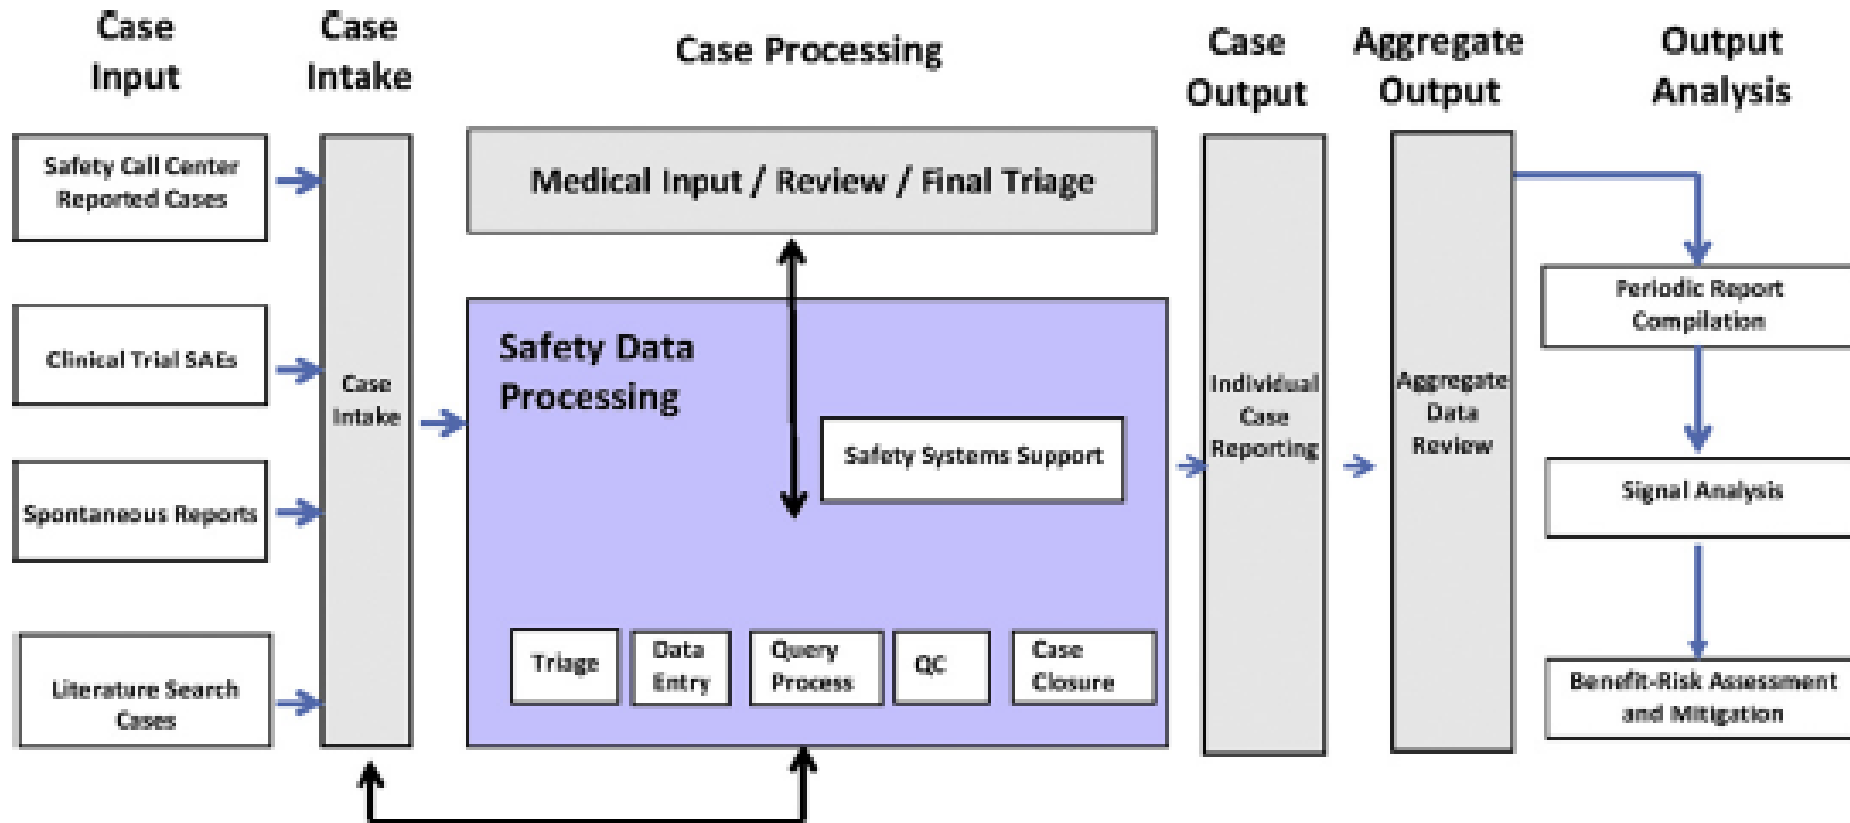 Case
Input
Case
Intake
Case Processing
Case
Output
Aggregate
Output
Output
Analysis
Safety Call Center
Reported Cases
Clinical Trial SAEs
Spontaneous Reports
Literature Search
Cases
Case
Intake
Medical Input / Review / Final Triage
Safety Data
Processing
Safety Systems Support
Triage
Data
Entry
Query
Process
QC
Case
Closure
Individual
Case
Reporting
Aggregate
Data
Review
Periodic Report
Compilation
Signal Analysis
Benefit-Risk Assessment
and Mitigation